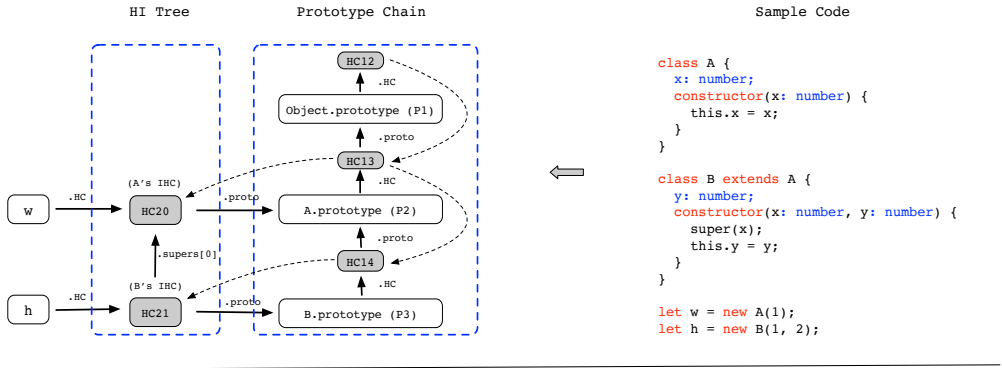 HI Tree
Prototype Chain
Sample Code
HC12
.HC
Object.prototype (P1)
.proto
HC13
(A's IHC)
.HC
w
.HC
HC20
.proto
A.prototype (P2)
.supers[0]
.proto
HC14
(B's IHC)
.HC
h
.HC
HC21
.proto
B.prototype (P3)
class A {
x: number;
constructor(x: number) {
this.x = x;
}
}
class B extends A {
y: number;
constructor(x: number, y: number) {
super(x);
this.y = y;
}
}
let w = new A(1);
let h = new B(1, 2);